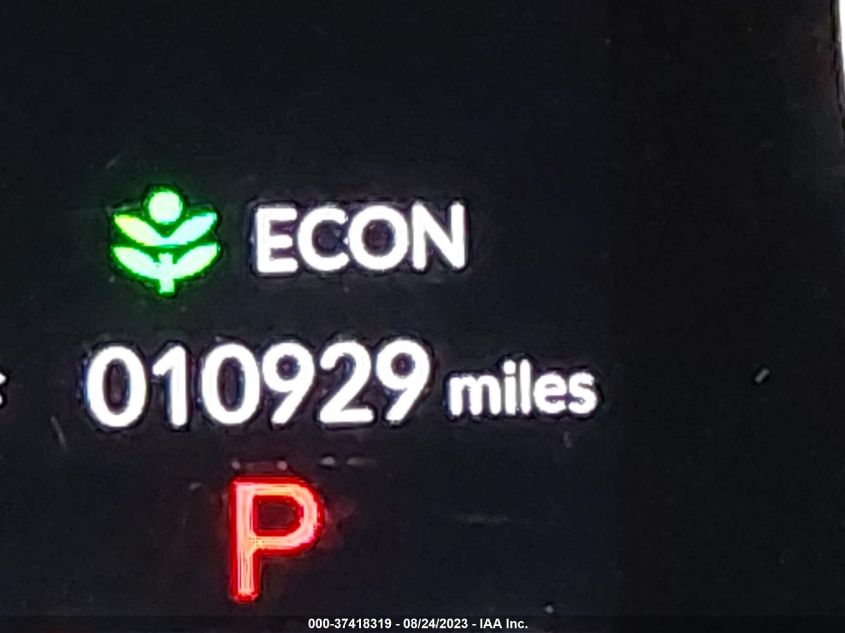 ECON
010929 miles
P
000-37418319 - 08/24/2023 - IAA Inc.